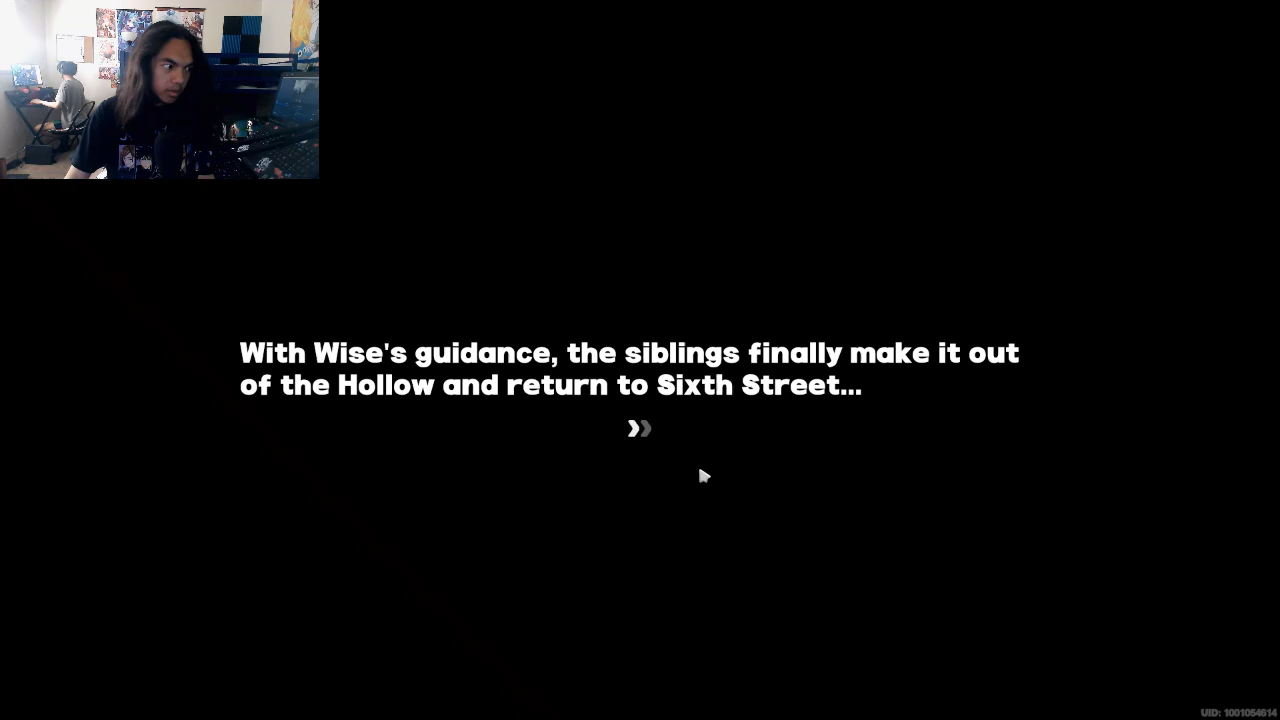 With Wise's guidance, the siblings finally make it out
of the Hollow and return to Sixth Street...
UID: 1001054614